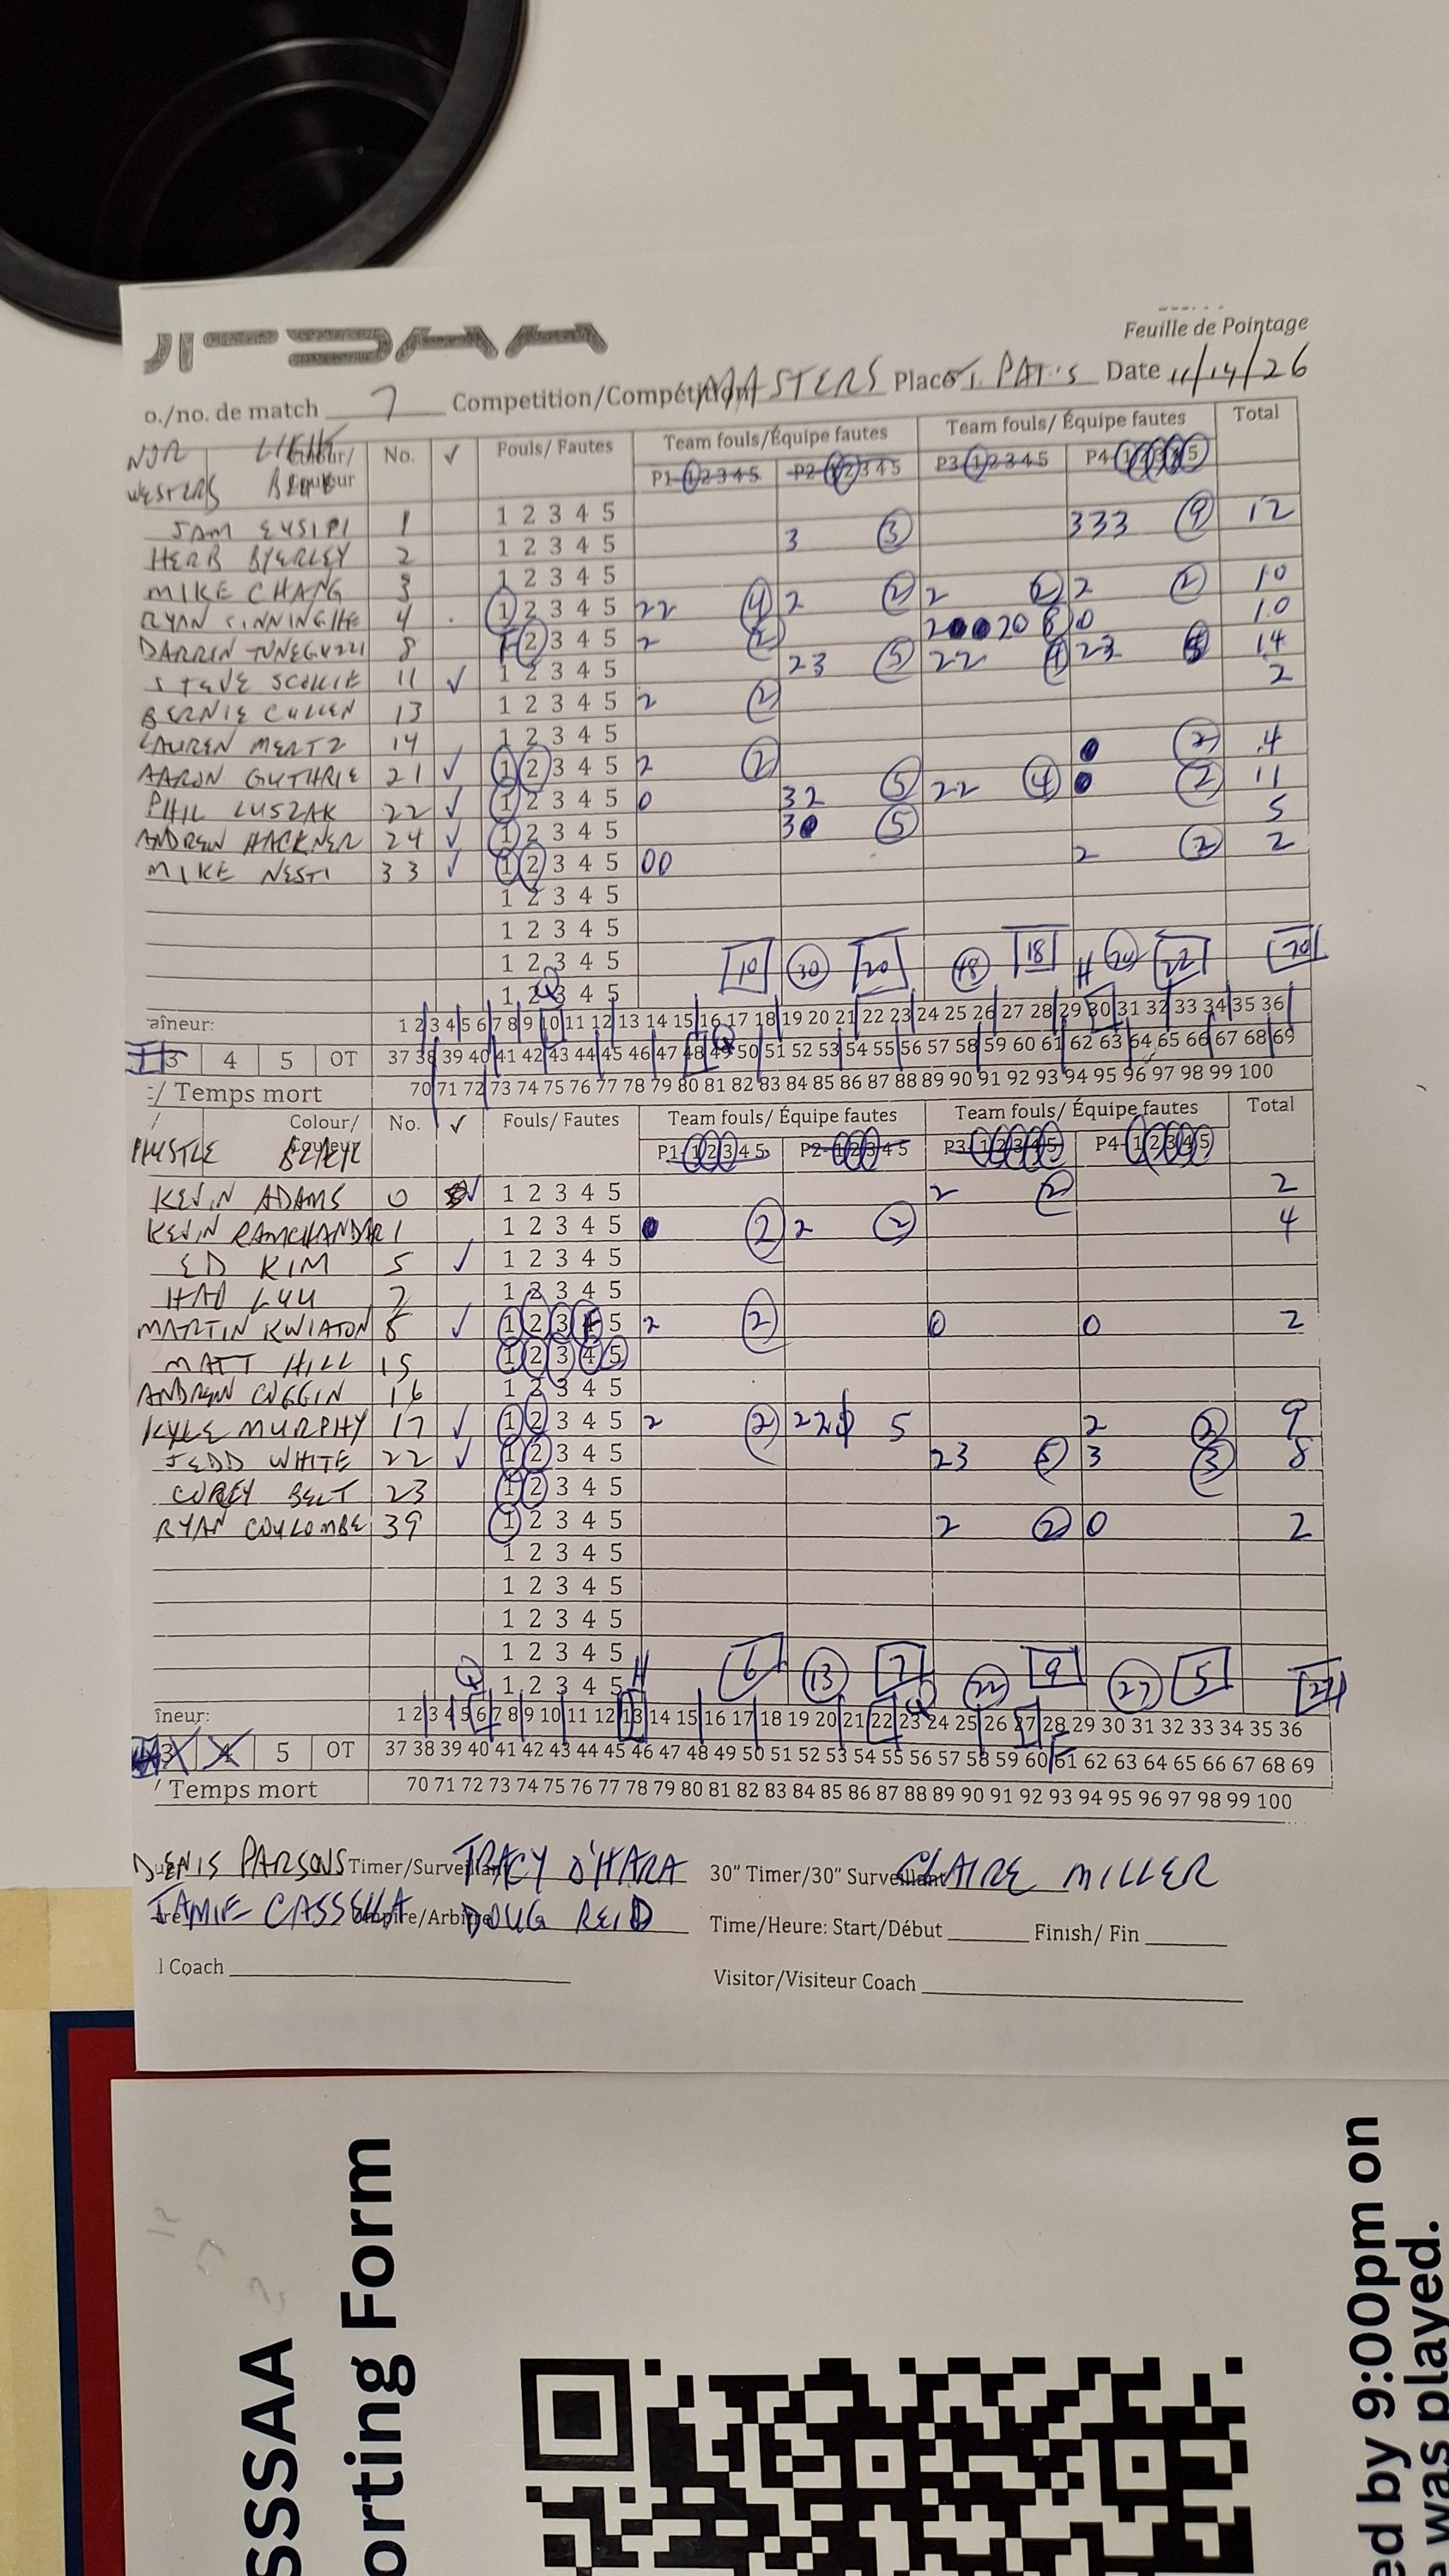 Feuille de Pointage
o./no. de match 7 Competition/Compétition MASTERS Place PAT'S Date 11/14/26
No. ✓ Fouls/ Fautes Team fouls/Équipe fautes Team fouls/ Équipe fautes Total
P1 1 2 3 4 5 P2 1 2 3 4 5 P3 1 2 3 4 5 P4 1 2 3 4 5
1 1 2 3 4 5 333 9 12
HERB BYERLEY 2 1 2 3 4 5 3 3
MIKE CHANG 3 1 2 3 4 5
RYAN 4 1 2 3 4 5 22 4 2 2 2 2 2 2 10
DARREN 8 1 2 3 4 5 2 2 20 8 0 10
STEVE 11 ✓ 1 2 3 4 5 23 5 22 4 23 5 14
BERNIE CULLEN 13 1 2 3 4 5 2 2 2
LAUREN MERTZ 14 1 2 3 4 5
AARON GUTHRIE 21 ✓ 1 2 3 4 5 2 2 2 4
PHIL LUSZAK 22 ✓ 1 2 3 4 5 0 32 5 22 4 2 11
ANDREW HACKNER 24 ✓ 1 2 3 4 5 3 5 5
MIKE NESTI 33 ✓ 1 2 3 4 5 00 2 2 2
1 2 3 4 5
1 2 3 4 5
1 2 3 4 5 10 30 20 48 18 H 22 70
1 2 3 4 5
aîneur: 1 2 3 4 5 6 7 8 9 10 11 12 13 14 15 16 17 18 19 20 21 22 23 24 25 26 27 28 29 30 31 32 33 34 35 36
3 4 5 OT 37 38 39 40 41 42 43 44 45 46 47 48 49 50 51 52 53 54 55 56 57 58 59 60 61 62 63 64 65 66 67 68 69
/ Temps mort 70 71 72 73 74 75 76 77 78 79 80 81 82 83 84 85 86 87 88 89 90 91 92 93 94 95 96 97 98 99 100
Colour/ No. ✓ Fouls/ Fautes Team fouls/ Équipe fautes Team fouls/ Équipe fautes Total
HUSTLE P1 1 2 3 4 5 P2 1 2 3 4 5 P3 1 2 3 4 5 P4 1 2 3 4 5
KEVIN ADAMS 0 ✓ 1 2 3 4 5 2 2 2
KEVIN RAMCHANDAR 1 1 2 3 4 5 2 2 2 4
ED KIM 5 ✓ 1 2 3 4 5
1 2 3 4 5
MARTIN KWIATON 8 ✓ 1 2 3 4 5 2 2 0 0 2
MATT HILL 15 1 2 3 4 5
ANDREW COGGIN 16 1 2 3 4 5
KYLE MURPHY 17 ✓ 1 2 3 4 5 2 2 22 5 2 2 9
JEDD WHITE 22 ✓ 1 2 3 4 5 23 5 3 3 8
COREY BELT 23 1 2 3 4 5
RYAN COULOMBE 39 1 2 3 4 5 2 2 0 2
1 2 3 4 5
1 2 3 4 5
1 2 3 4 5
1 2 3 4 5 6 13 7 22 9 27 5
Q 1 2 3 4 5 H
îneur: 1 2 3 4 5 6 7 8 9 10 11 12 13 14 15 16 17 18 19 20 21 22 23 24 25 26 27 28 29 30 31 32 33 34 35 36
3 4 5 OT 37 38 39 40 41 42 43 44 45 46 47 48 49 50 51 52 53 54 55 56 57 58 59 60 61 62 63 64 65 66 67 68 69
/ Temps mort 70 71 72 73 74 75 76 77 78 79 80 81 82 83 84 85 86 87 88 89 90 91 92 93 94 95 96 97 98 99 100
DENIS PARSONS Timer/Surveillant TRACY O'HARA 30" Timer/30" Surveillant CLAIRE MILLER
JAMIE CASSELLA Umpire/Arbitre DOUG REID Time/Heure: Start/Début Finish/ Fin
l Coach Visitor/Visiteur Coach
SSSAA
orting Form
ed by 9:00pm on
was played.